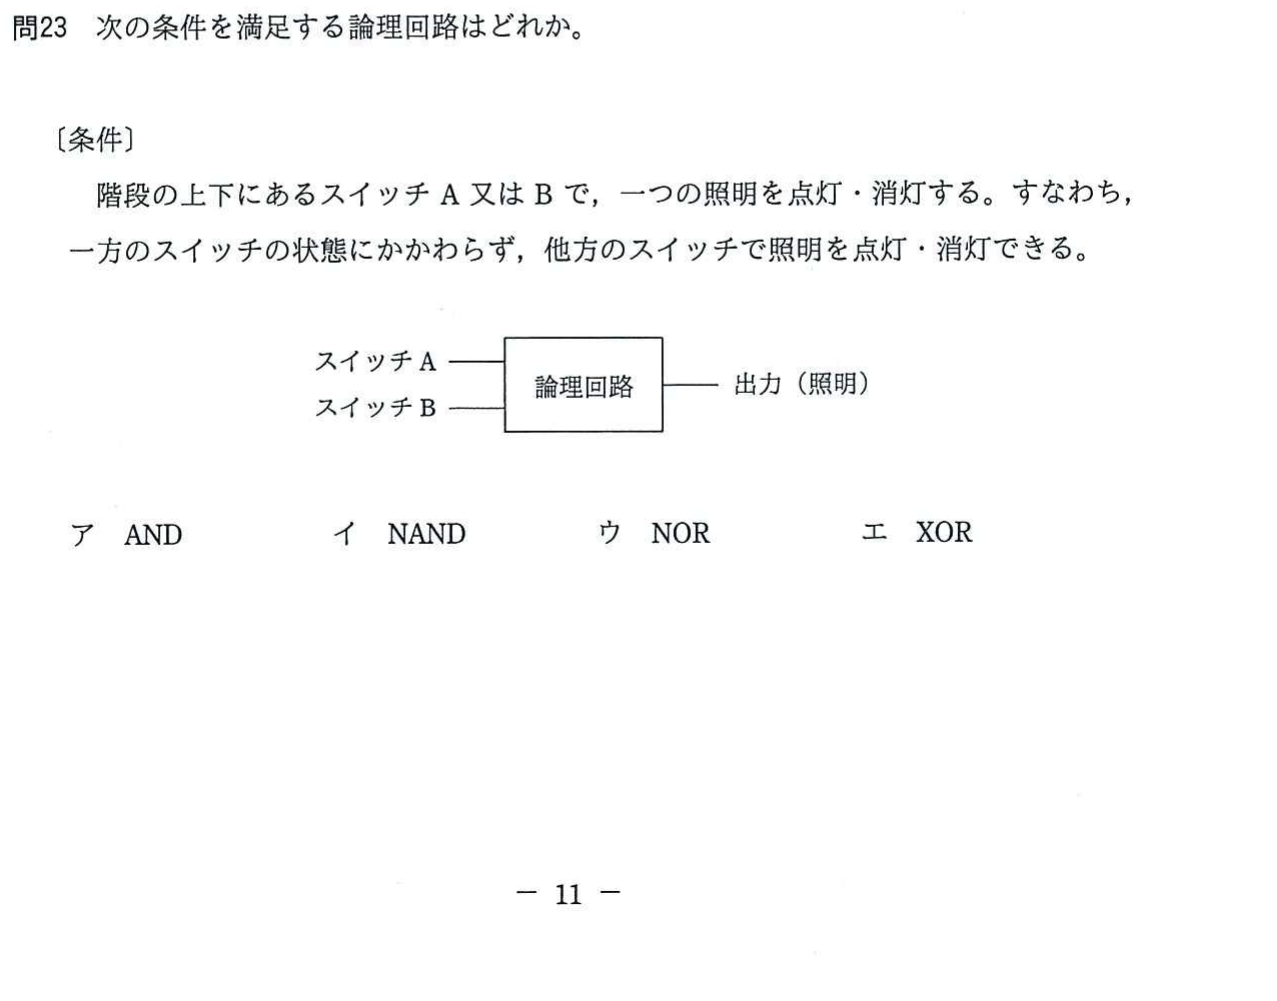 問23　次の条件を満足する論理回路はどれか。
〔条件〕
階段の上下にあるスイッチ A 又は B で，一つの照明を点灯・消灯する。すなわち，
一方のスイッチの状態にかかわらず，他方のスイッチで照明を点灯・消灯できる。
スイッチ A
論理回路
出力（照明）
スイッチ B
ア　AND　イ　NAND　ウ　NOR　エ　XOR
－ 11 －